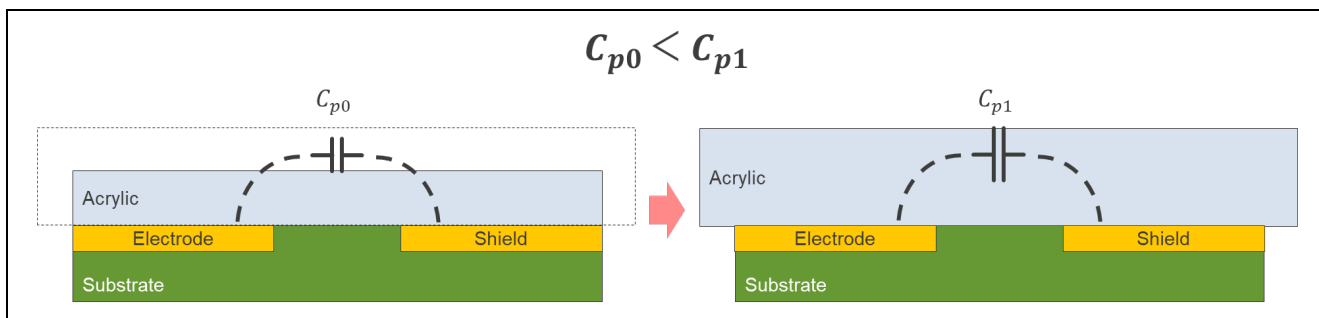 Cp0 < Cp1
Cp0
Cp1
Acrylic
Acrylic
Electrode
Shield
Electrode
Shield
Substrate
Substrate